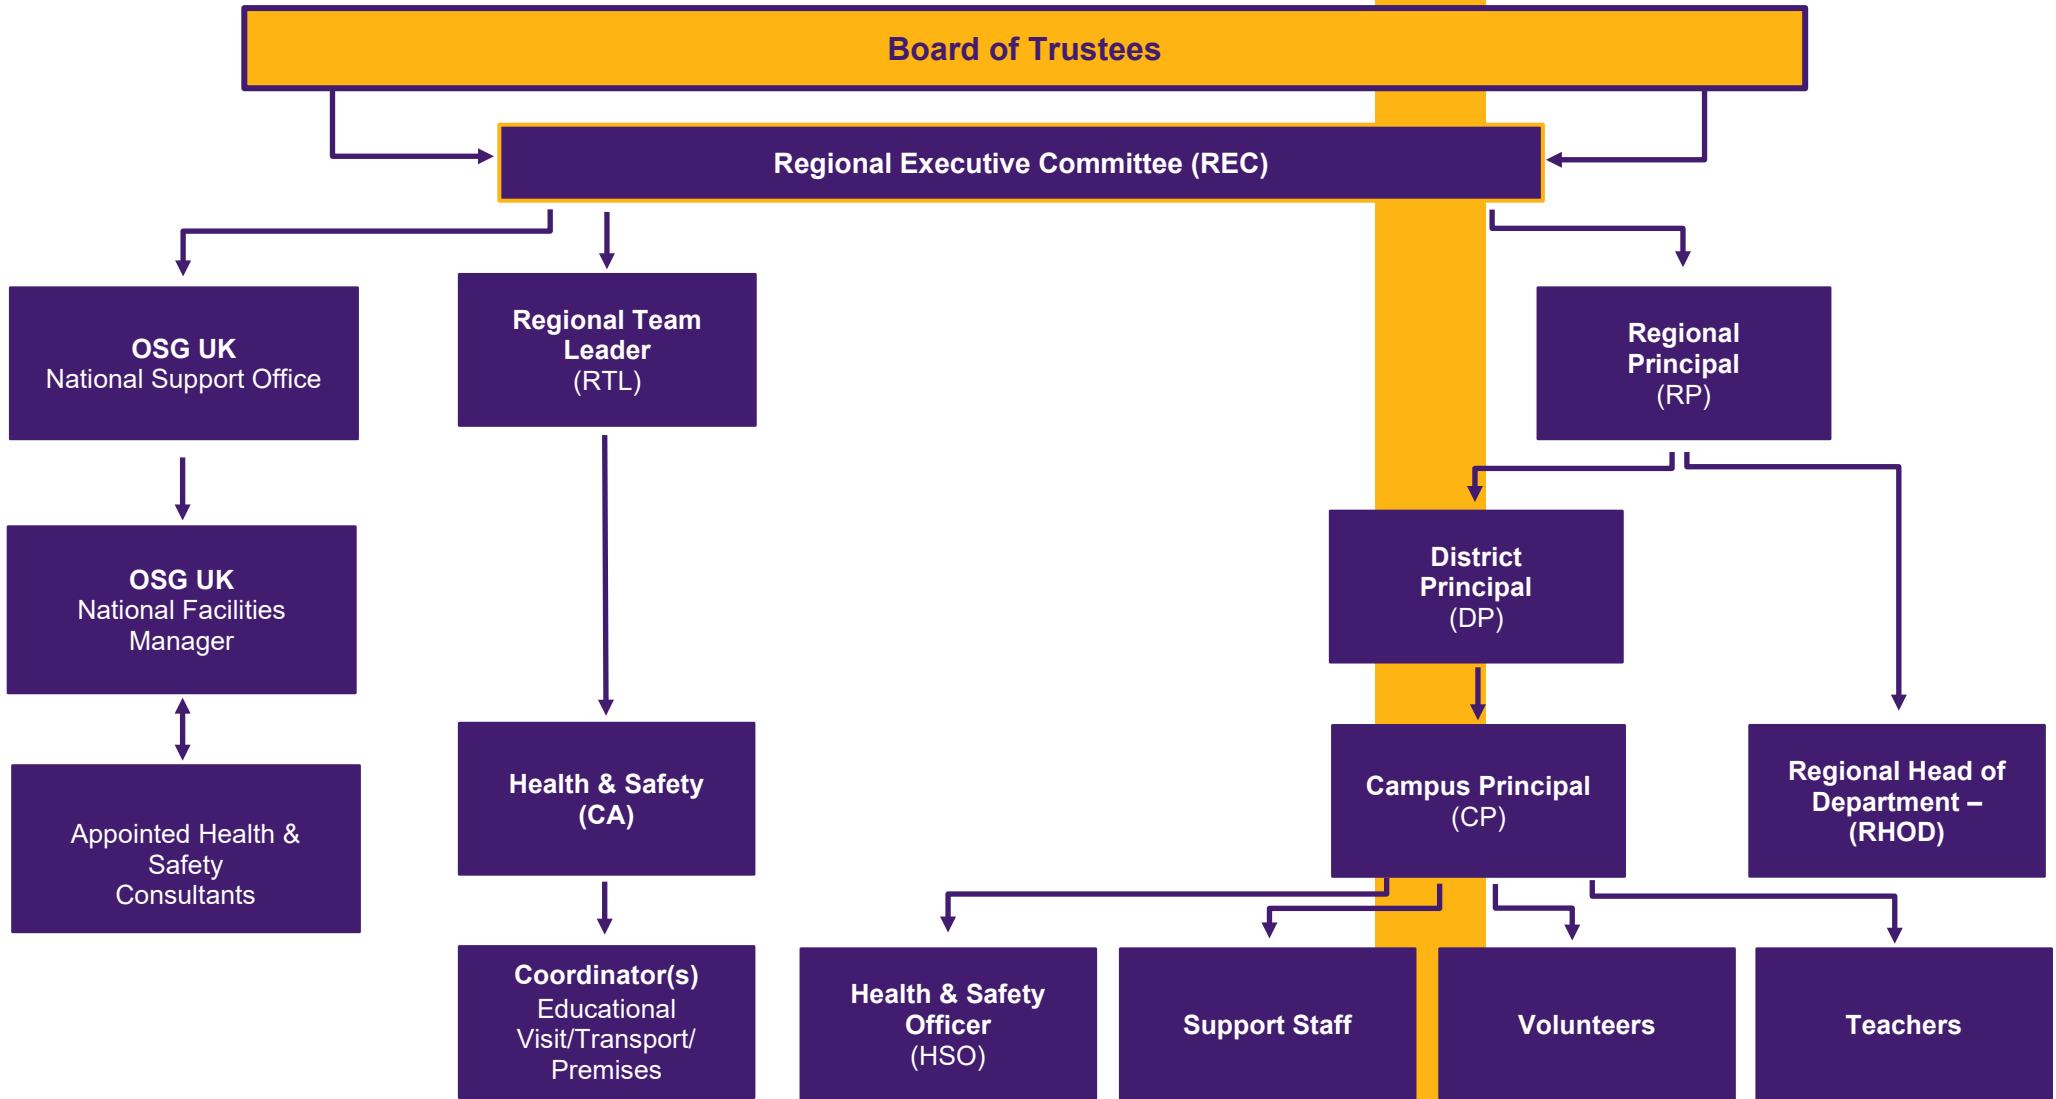 Board of Trustees
Regional Executive Committee (REC)
OSG UK
National Support Office
Regional Team
Leader
(RTL)
Regional
Principal
(RP)
OSG UK
National Facilities
Manager
District
Principal
(DP)
Appointed Health &
Safety
Consultants
Health & Safety
(CA)
Campus Principal
(CP)
Regional Head of
Department –
(RHOD)
Coordinator(s)
Educational
Visit/Transport/
Premises
Health & Safety
Officer
(HSO)
Support Staff
Volunteers
Teachers